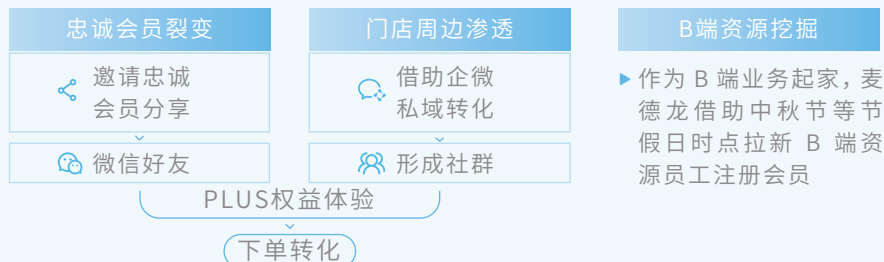 忠诚会员裂变
邀请忠诚
会员分享
微信好友
门店周边渗透
借助企微
私域转化
形成社群
PLUS权益体验
下单转化
B端资源挖掘
作为 B 端业务起家，麦
德龙借助中秋节等节
假日时点拉新 B 端资
源员工注册会员